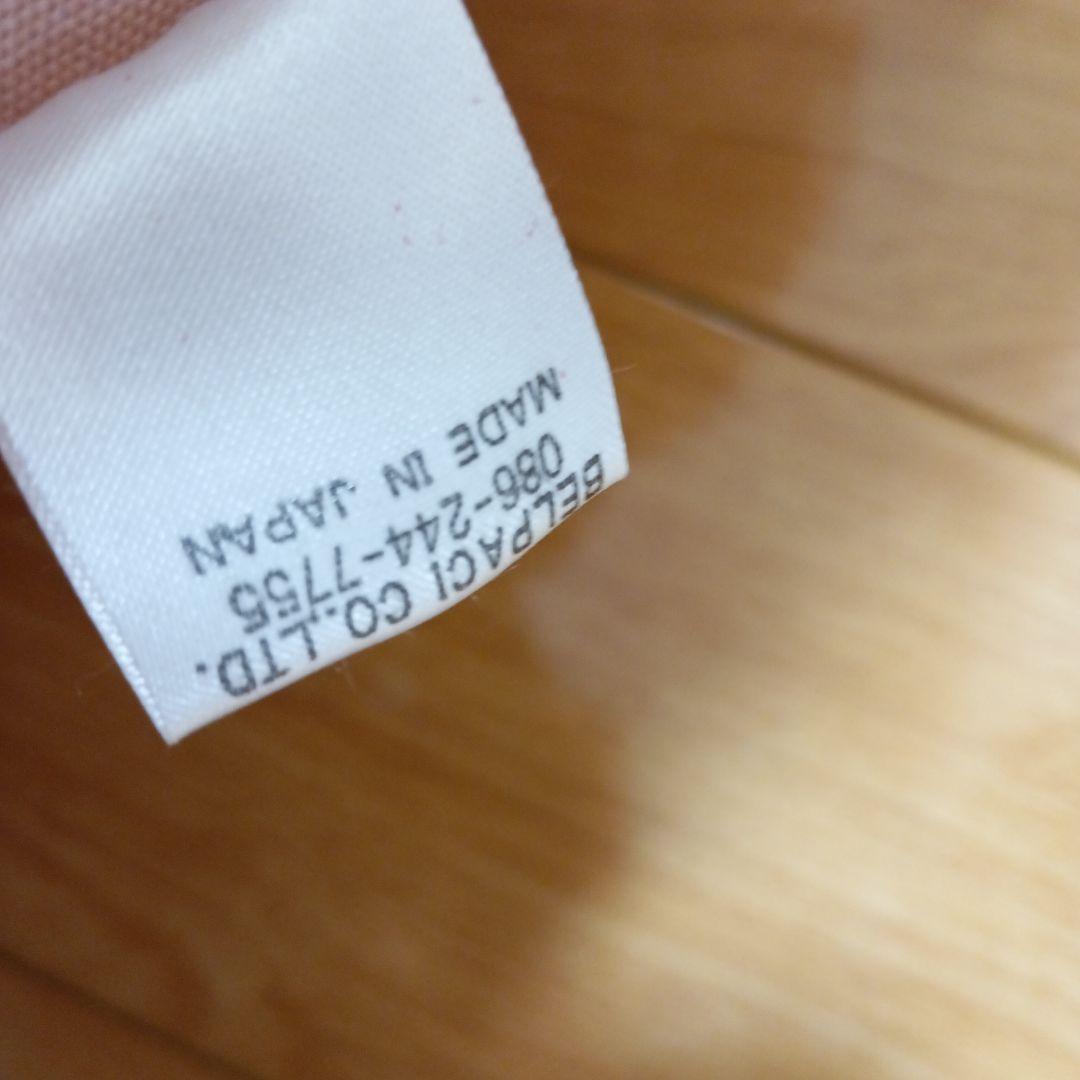 BELPACI CO.,LTD.
086-244-7755
MADE IN JAPAN